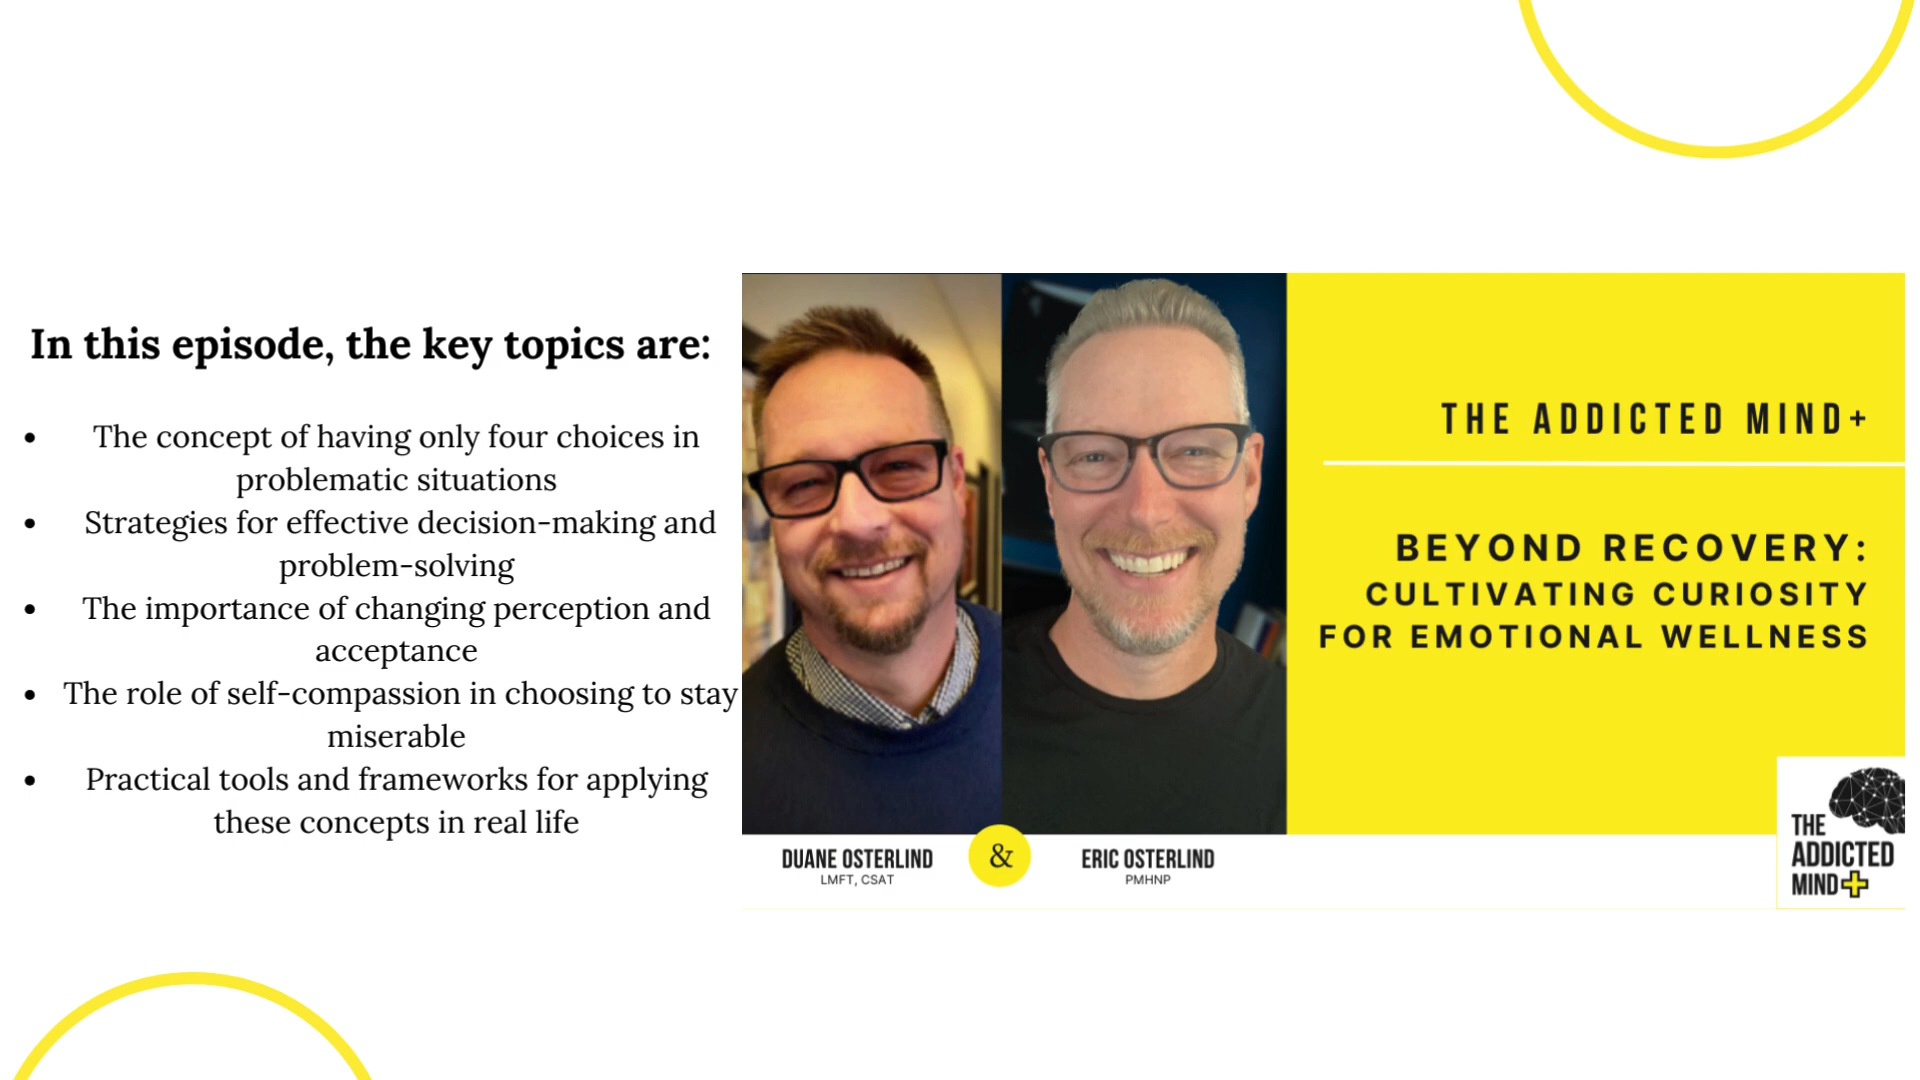 In this episode, the key topics are:
• The concept of having only four choices in
problematic situations
• Strategies for effective decision-making and
problem-solving
• The importance of changing perception and
acceptance
• The role of self-compassion in choosing to stay
miserable
• Practical tools and frameworks for applying
these concepts in real life
THE ADDICTED MIND+
BEYOND RECOVERY:
CULTIVATING CURIOSITY
FOR EMOTIONAL WELLNESS
DUANE OSTERLIND
LMFT, CSAT
&
ERIC OSTERLIND
PMHNP
THE
ADDICTED
MIND+